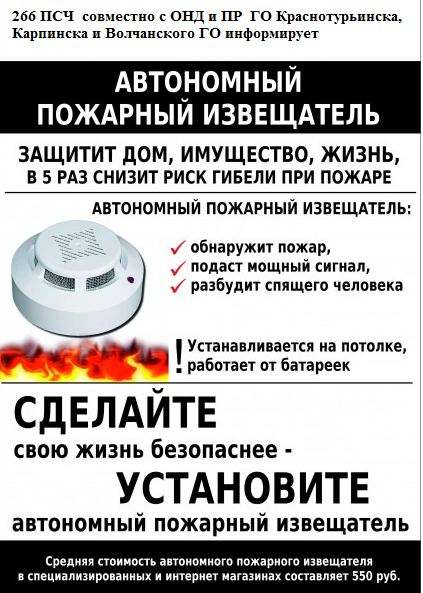 266 ПСЧ совместно с ОНД и ПР ГО Краснотурьинска,
Карпинска и Волчанского ГО информирует
АВТОНОМНЫЙ
ПОЖАРНЫЙ ИЗВЕЩАТЕЛЬ
ЗАЩИТИТ ДОМ, ИМУЩЕСТВО, ЖИЗНЬ,
В 5 РАЗ СНИЗИТ РИСК ГИБЕЛИ ПРИ ПОЖАРЕ
АВТОНОМНЫЙ ПОЖАРНЫЙ ИЗВЕЩАТЕЛЬ:
✓ обнаружит пожар,
✓ подаст мощный сигнал,
✓ разбудит спящего человека
! Устанавливается на потолке,
работает от батареек
СДЕЛАЙТЕ
свою жизнь безопаснее -
УСТАНОВИТЕ
автономный пожарный извещатель
Средняя стоимость автономного пожарного извещателя
в специализированных и интернет магазинах составляет 550 руб.